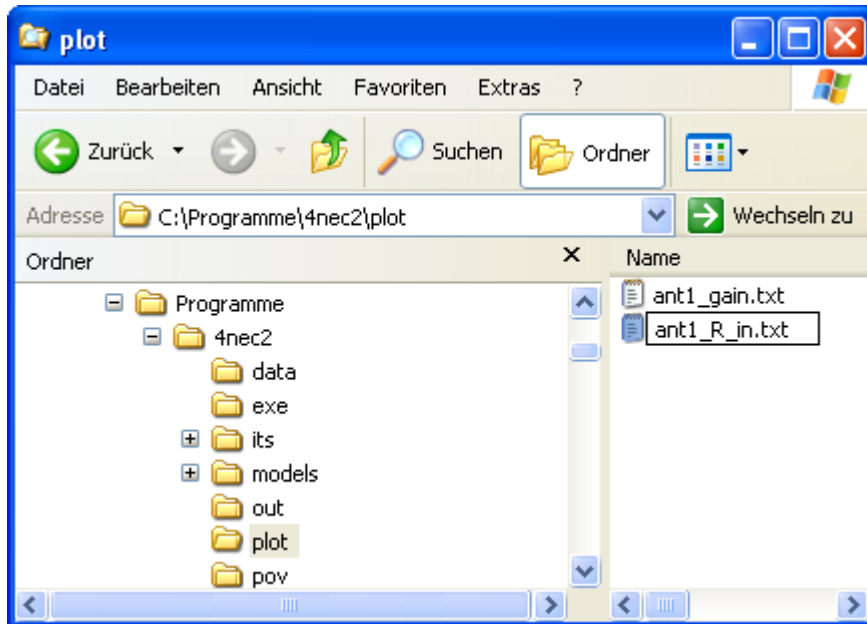 plot
Datei Bearbeiten Ansicht Favoriten Extras ?
Zurück Suchen Ordner
Adresse C:\Programme\4nec2\plot Wechseln zu
Ordner Name
Programme
4nec2
data
exe
its
models
out
plot
pov
ant1_gain.txt
ant1_R_in.txt